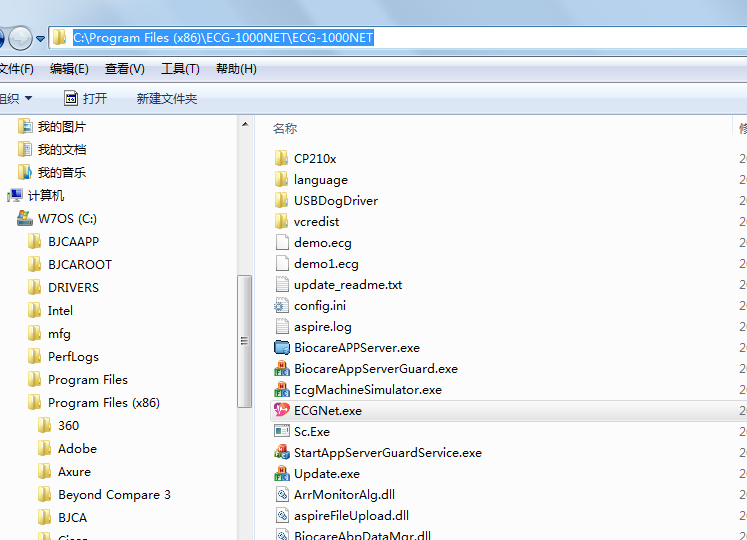 C:\Program Files (x86)\ECG-1000NET\ECG-1000NET
文件(F) 编辑(E) 查看(V) 工具(T) 帮助(H)
组织 打开 新建文件夹
我的图片
我的文档
我的音乐
计算机
W7OS (C:)
BJCAAPP
BJCAROOT
DRIVERS
Intel
mfg
PerfLogs
Program Files
Program Files (x86)
360
Adobe
Axure
Beyond Compare 3
BJCA
名称
CP210x
language
USBDogDriver
vcredist
demo.ecg
demo1.ecg
update_readme.txt
config.ini
aspire.log
BiocareAPPServer.exe
BiocareAppServerGuard.exe
EcgMachineSimulator.exe
ECGNet.exe
Sc.Exe
StartAppServerGuardService.exe
Update.exe
ArrMonitorAlg.dll
aspireFileUpload.dll
BiocareAppDataMgr.dll